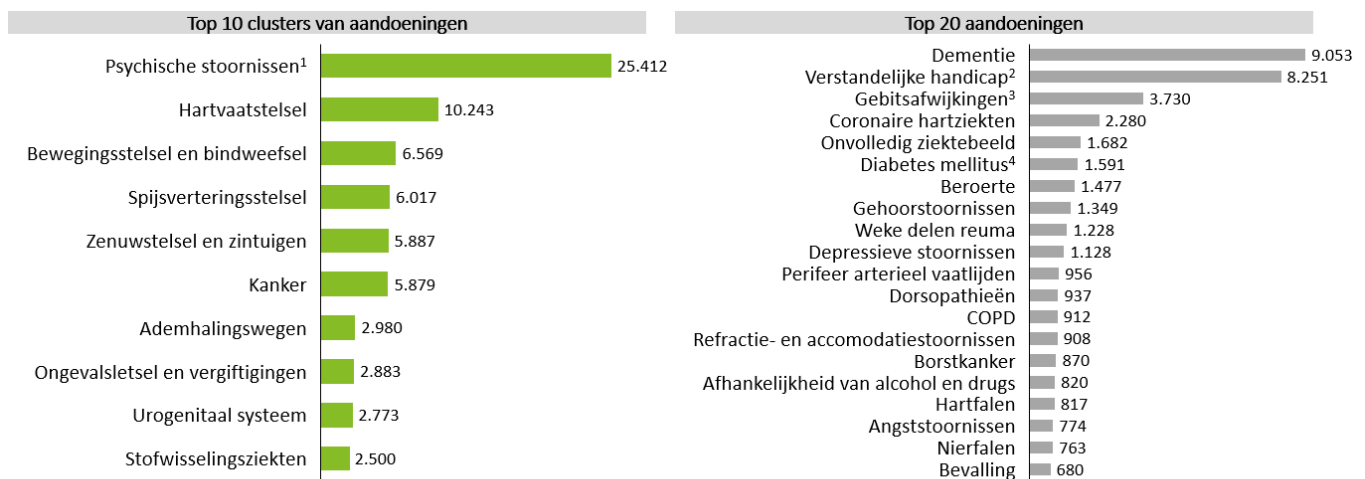 Top 10 clusters van aandoeningen
Psychische stoornissen¹ 25.412
Hartvaatstelsel 10.243
Bewegingsstelsel en bindweefsel 6.569
Spijsverteringsstelsel 6.017
Zenuwstelsel en zintuigen 5.887
Kanker 5.879
Ademhalingswegen 2.980
Ongevalsletsel en vergiftigingen 2.883
Urogenitaal systeem 2.773
Stofwisselingsziekten 2.500
Top 20 aandoeningen
Dementie 9.053
Verstandelijke handicap² 8.251
Gebitsafwijkingen³ 3.730
Coronaire hartziekten 2.280
Onvolledig ziektebeeld 1.682
Diabetes mellitus⁴ 1.591
Beroerte 1.477
Gehoorstoornissen 1.349
Weke delen reuma 1.228
Depressieve stoornissen 1.128
Perifeer arterieel vaatlijden 956
Dorsopathieën 937
COPD 912
Refractie- en accomodatiestoornissen 908
Borstkanker 870
Afhankelijkheid van alcohol en drugs 820
Hartfalen 817
Angststoornissen 774
Nierfalen 763
Bevalling 680